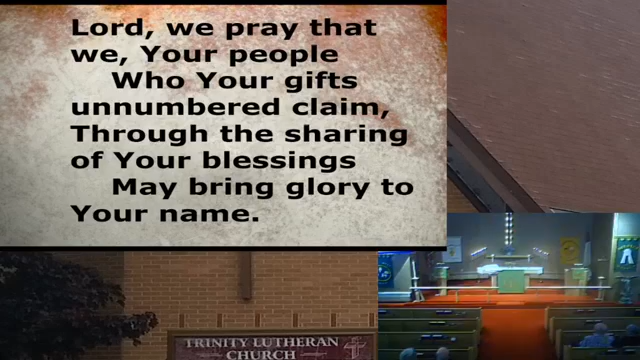 Lord, we pray that
we, Your people
Who Your gifts
unnumbered claim,
Through the sharing
of Your blessings
May bring glory to
Your name.
TRINITY LUTHERAN
CHURCH